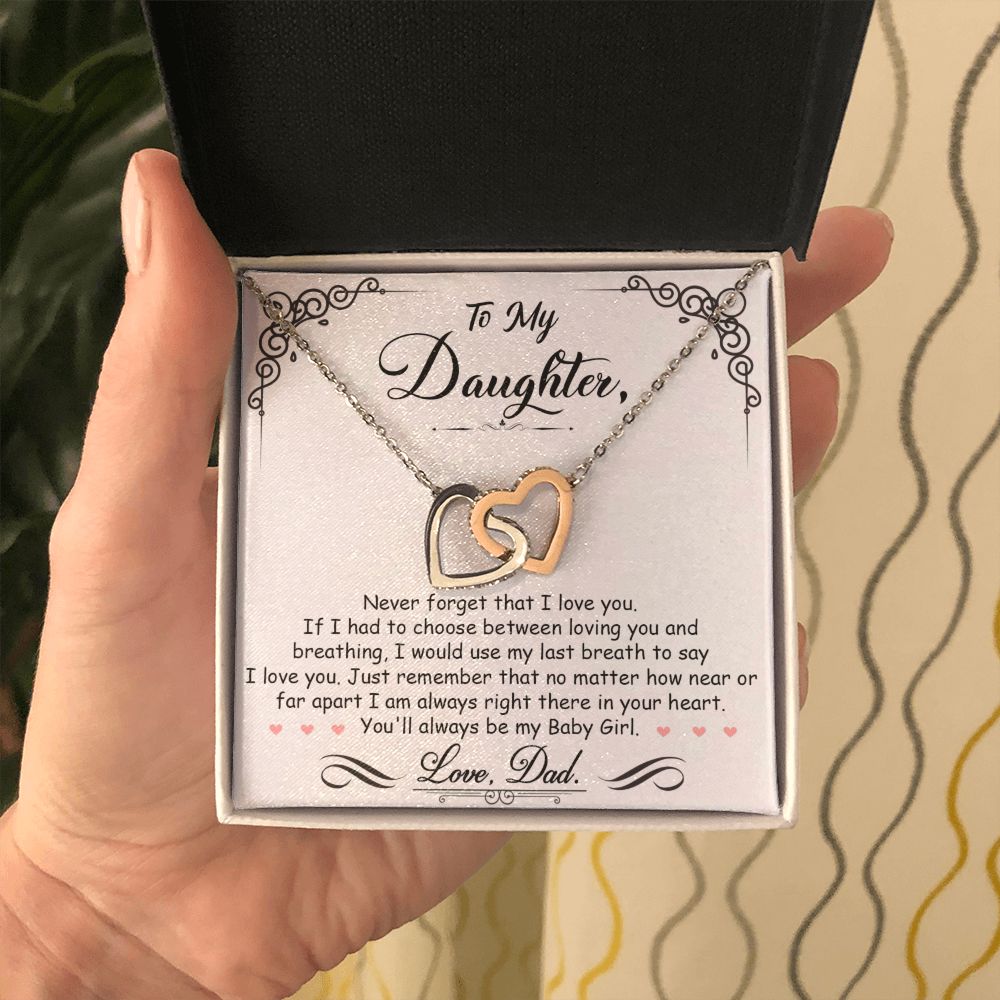 To My
Daughter,
Never forget that I love you.
If I had to choose between loving you and
breathing, I would use my last breath to say
I love you. Just remember that no matter how near or
far apart I am always right there in your heart.
You'll always be my Baby Girl.
Love, Dad.